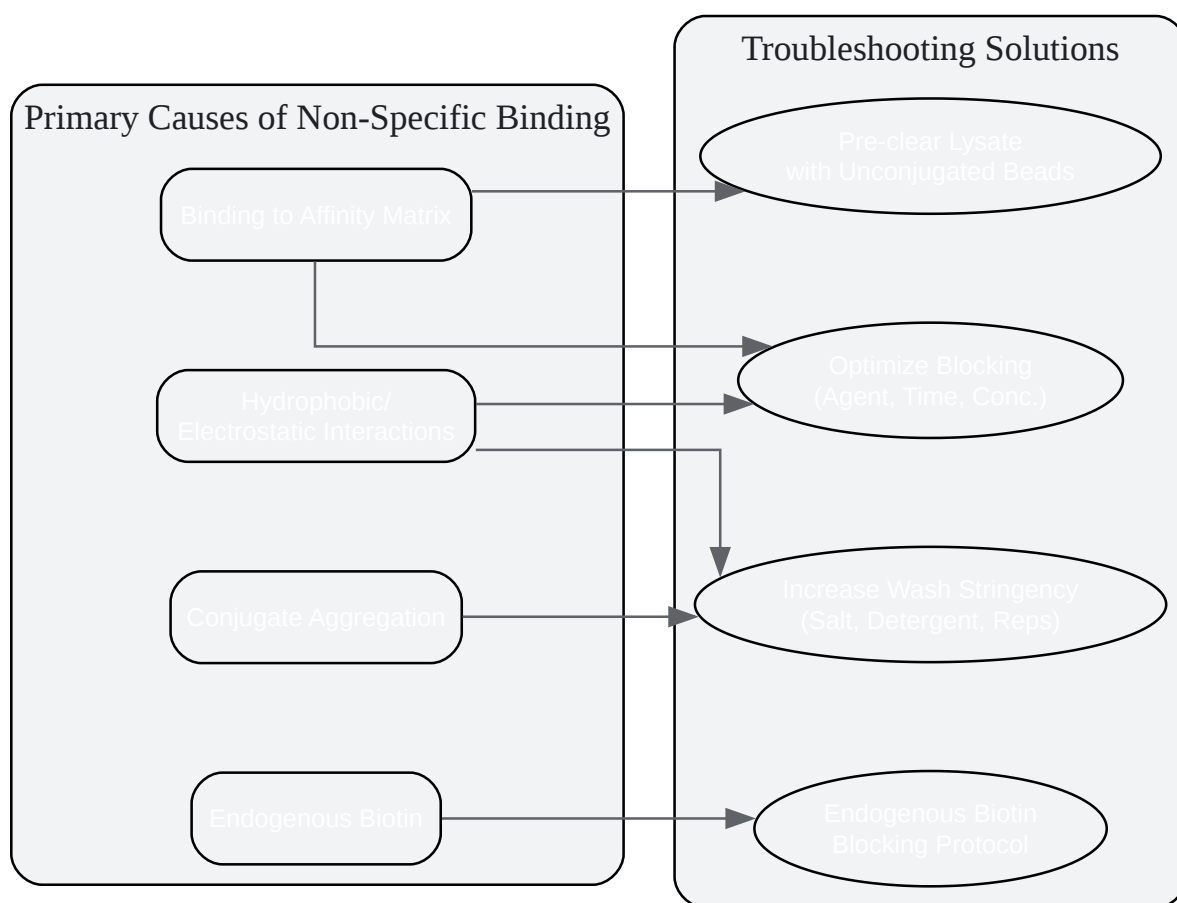 Primary Causes of Non-Specific Binding
Binding to Affinity Matrix
Hydrophobic/
Electrostatic Interactions
Conjugate Aggregation
Endogenous Biotin
Troubleshooting Solutions
Pre-clear Lysate
with Unconjugated Beads
Optimize Blocking
(Agent, Time, Conc.)
Increase Wash Stringency
(Salt, Detergent, Reps)
Endogenous Biotin
Blocking Protocol